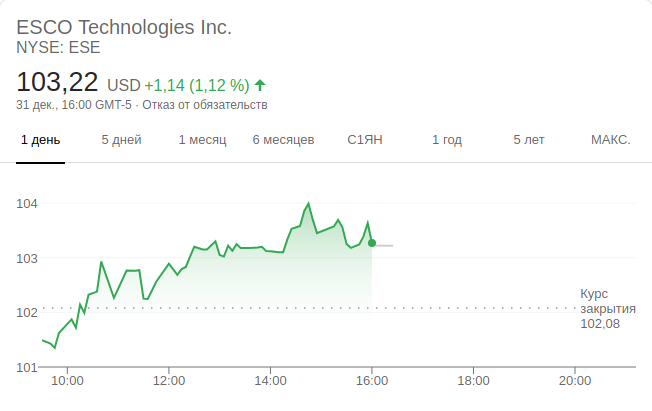 ESCO Technologies Inc.
NYSE: ESE
103,22 USD +1,14 (1,12 %)
31 дек., 16:00 GMT-5 · Отказ от обязательств
1 день 5 дней 1 месяц 6 месяцев С1ЯН 1 год 5 лет МАКС.
104
103
102
101
Курс
закрытия
102,08
10:00 12:00 14:00 16:00 18:00 20:00